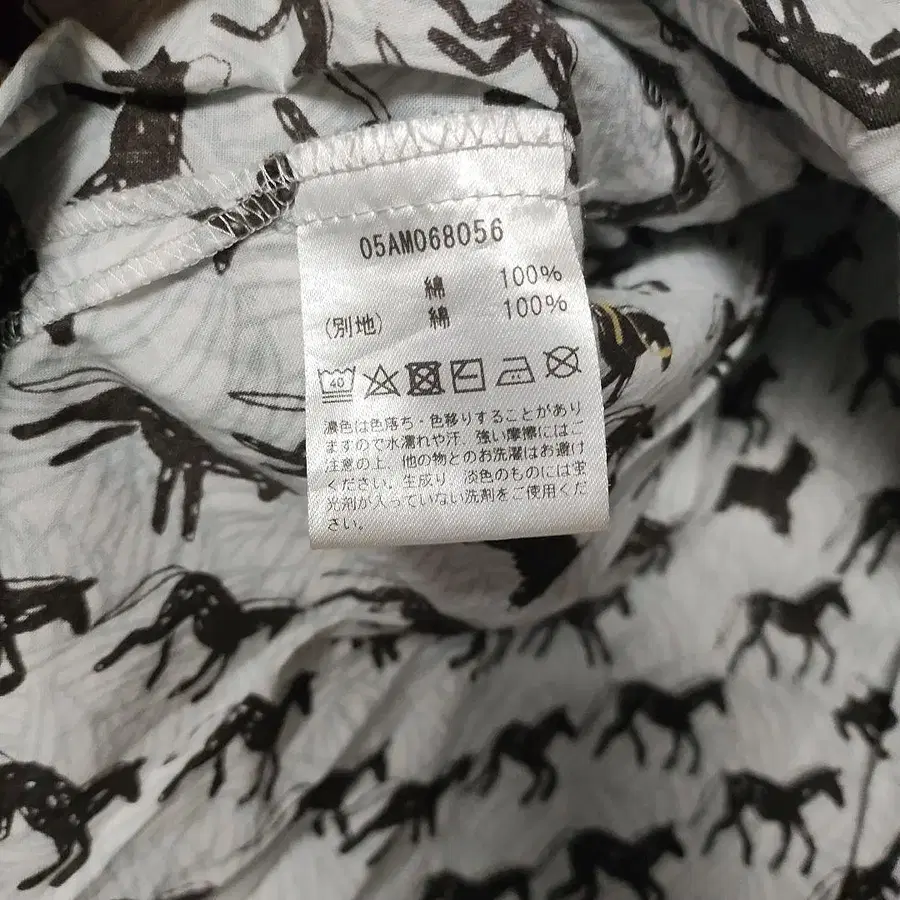 05AM068056
綿 100%
(別地) 綿 100%
40
濃色は色落ち・色移りすることがあり
ますので水濡れや汗、強い摩擦にはご
注意の上、他の物とのお洗濯はお避け
ください。生成り、淡色のものには蛍
光剤が入っていない洗剤をご使用くだ
さい。